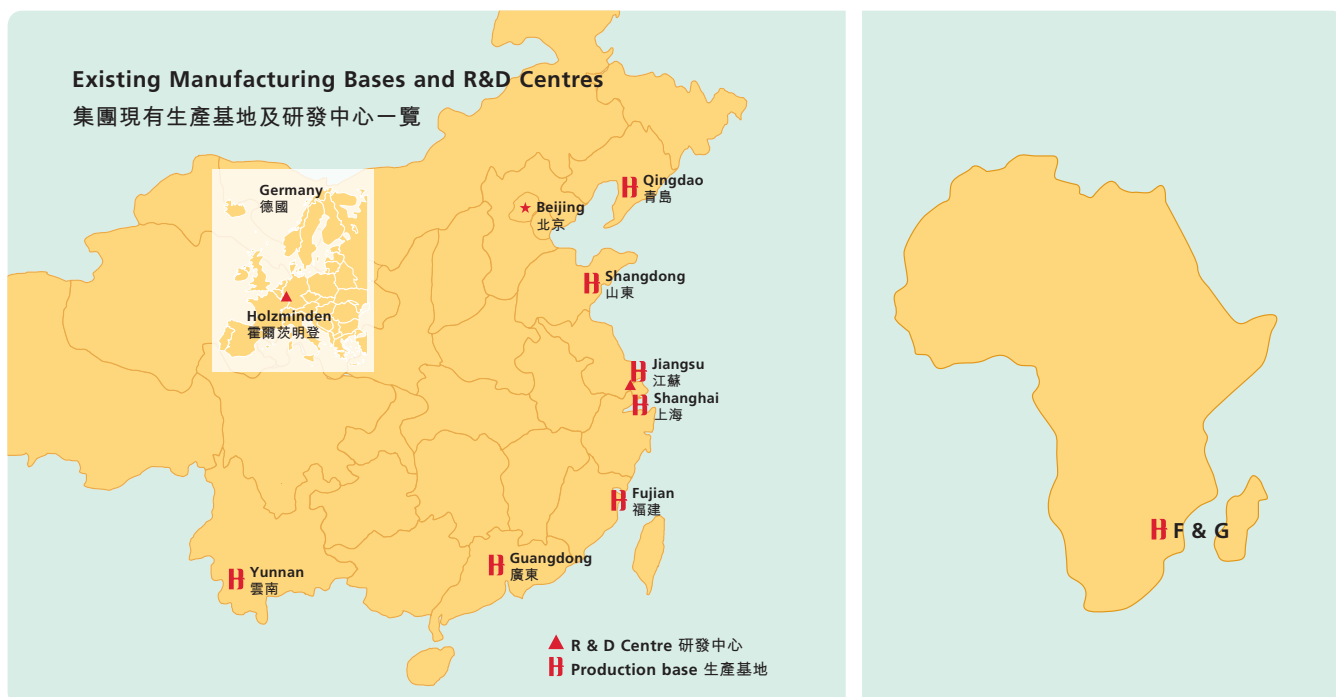 Existing Manufacturing Bases and R&D Centres
集團現有生產基地及研發中心一覽
Germany
德國
Holzminden
霍爾茨明登
Qingdao
青島
Beijing
北京
Shangdong
山東
Jiangsu
江蘇
Shanghai
上海
Fujian
福建
Guangdong
廣東
Yunnan
雲南
R & D Centre 研發中心
Production base 生產基地
F & G